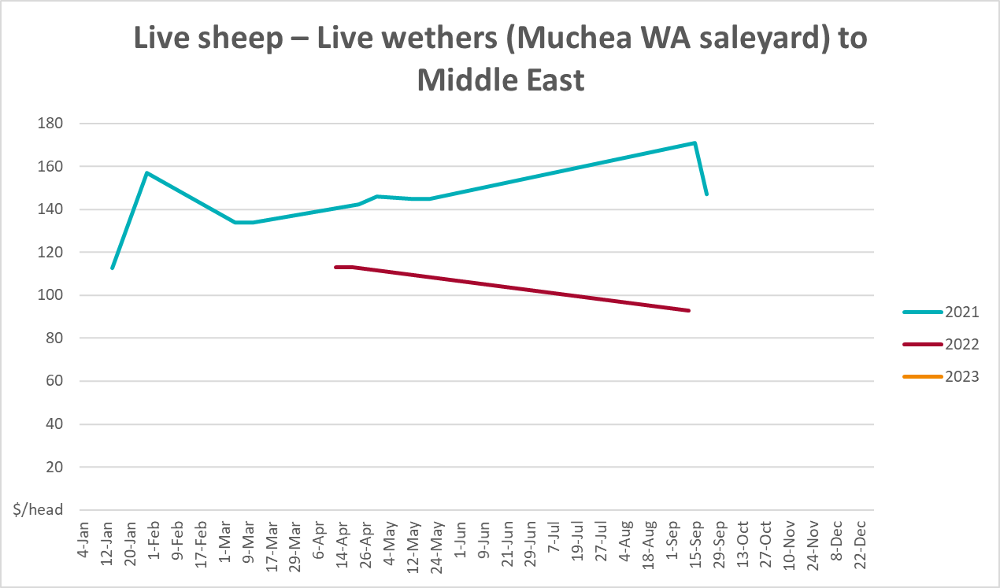 Live sheep – Live wethers (Muchea WA saleyard) to
Middle East
180
160
140
120
100
80
60
40
20
$/head
4-Jan
12-Jan
20-Jan
1-Feb
9-Feb
17-Feb
1-Mar
9-Mar
17-Mar
29-Mar
6-Apr
14-Apr
26-Apr
4-May
12-May
24-May
1-Jun
9-Jun
21-Jun
29-Jun
7-Jul
19-Jul
27-Jul
4-Aug
18-Aug
1-Sep
15-Sep
29-Sep
13-Oct
27-Oct
10-Nov
24-Nov
8-Dec
22-Dec
2021
2022
2023